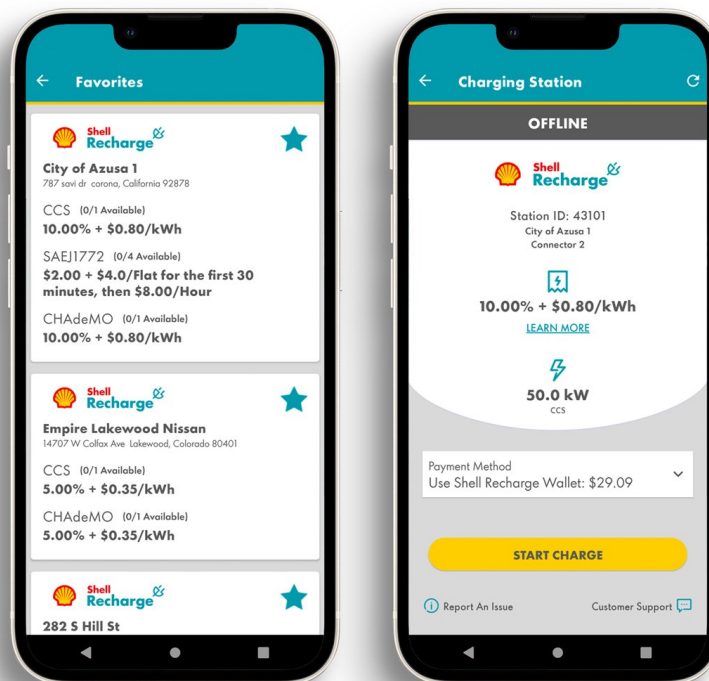 Favorites
Shell
Recharge
City of Azusa 1
787 savi dr corona, California 92878
CCS (0/1 Available)
10.00% + $0.80/kWh
SAEJ1772 (0/4 Available)
$2.00 + $4.0/Flat for the first 30
minutes, then $8.00/Hour
CHAdeMO (0/1 Available)
10.00% + $0.80/kWh
Shell
Recharge
Empire Lakewood Nissan
14707 W Colfax Ave Lakewood, Colorado 80401
CCS (0/1 Available)
5.00% + $0.35/kWh
CHAdeMO (0/1 Available)
5.00% + $0.35/kWh
Shell
Recharge
282 S Hill St
Charging Station
OFFLINE
Shell
Recharge
Station ID: 43101
City of Azusa 1
Connector 2
10.00% + $0.80/kWh
LEARN MORE
50.0 kW
CCS
Payment Method
Use Shell Recharge Wallet: $29.09
START CHARGE
Report An Issue
Customer Support